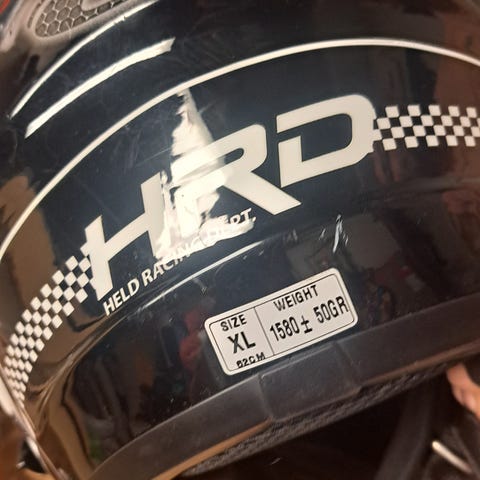 HRD
HELD RACING DEPT.
SIZE
XL
62CM
WEIGHT
1580± 50GR